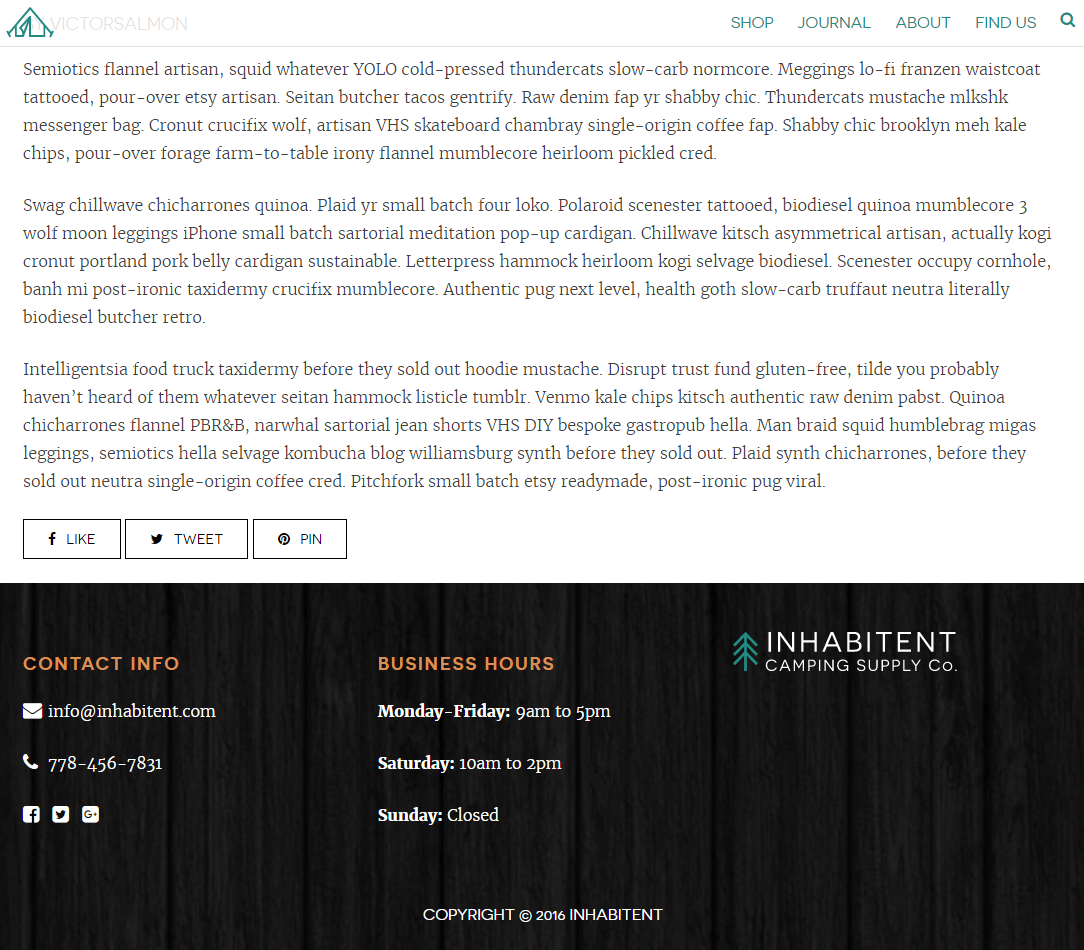 VICTORSALMON
SHOP JOURNAL ABOUT FIND US
Semiotics flannel artisan, squid whatever YOLO cold-pressed thundercats slow-carb normcore. Meggings lo-fi franzen waistcoat
tattooed, pour-over etsy artisan. Seitan butcher tacos gentrify. Raw denim fap yr shabby chic. Thundercats mustache mlkshk
messenger bag. Cronut crucifix wolf, artisan VHS skateboard chambray single-origin coffee fap. Shabby chic brooklyn meh kale
chips, pour-over forage farm-to-table irony flannel mumblecore heirloom pickled cred.
Swag chillwave chicharrones quinoa. Plaid yr small batch four loko. Polaroid scenester tattooed, biodiesel quinoa mumblecore 3
wolf moon leggings iPhone small batch sartorial meditation pop-up cardigan. Chillwave kitsch asymmetrical artisan, actually kogi
cronut portland pork belly cardigan sustainable. Letterpress hammock heirloom kogi selvage biodiesel. Scenester occupy cornhole,
banh mi post-ironic taxidermy crucifix mumblecore. Authentic pug next level, health goth slow-carb truffaut neutra literally
biodiesel butcher retro.
Intelligentsia food truck taxidermy before they sold out hoodie mustache. Disrupt trust fund gluten-free, tilde you probably
haven’t heard of them whatever seitan hammock listicle tumblr. Venmo kale chips kitsch authentic raw denim pabst. Quinoa
chicharrones flannel PBR&B, narwhal sartorial jean shorts VHS DIY bespoke gastropub hella. Man braid squid humblebrag migas
leggings, semiotics hella selvage kombucha blog williamsburg synth before they sold out. Plaid synth chicharrones, before they
sold out neutra single-origin coffee cred. Pitchfork small batch etsy readymade, post-ironic pug viral.
LIKE TWEET PIN
CONTACT INFO
info@inhabitent.com
778-456-7831
G+
BUSINESS HOURS
Monday-Friday: 9am to 5pm
Saturday: 10am to 2pm
Sunday: Closed
INHABITENT
CAMPING SUPPLY Co.
COPYRIGHT © 2016 INHABITENT